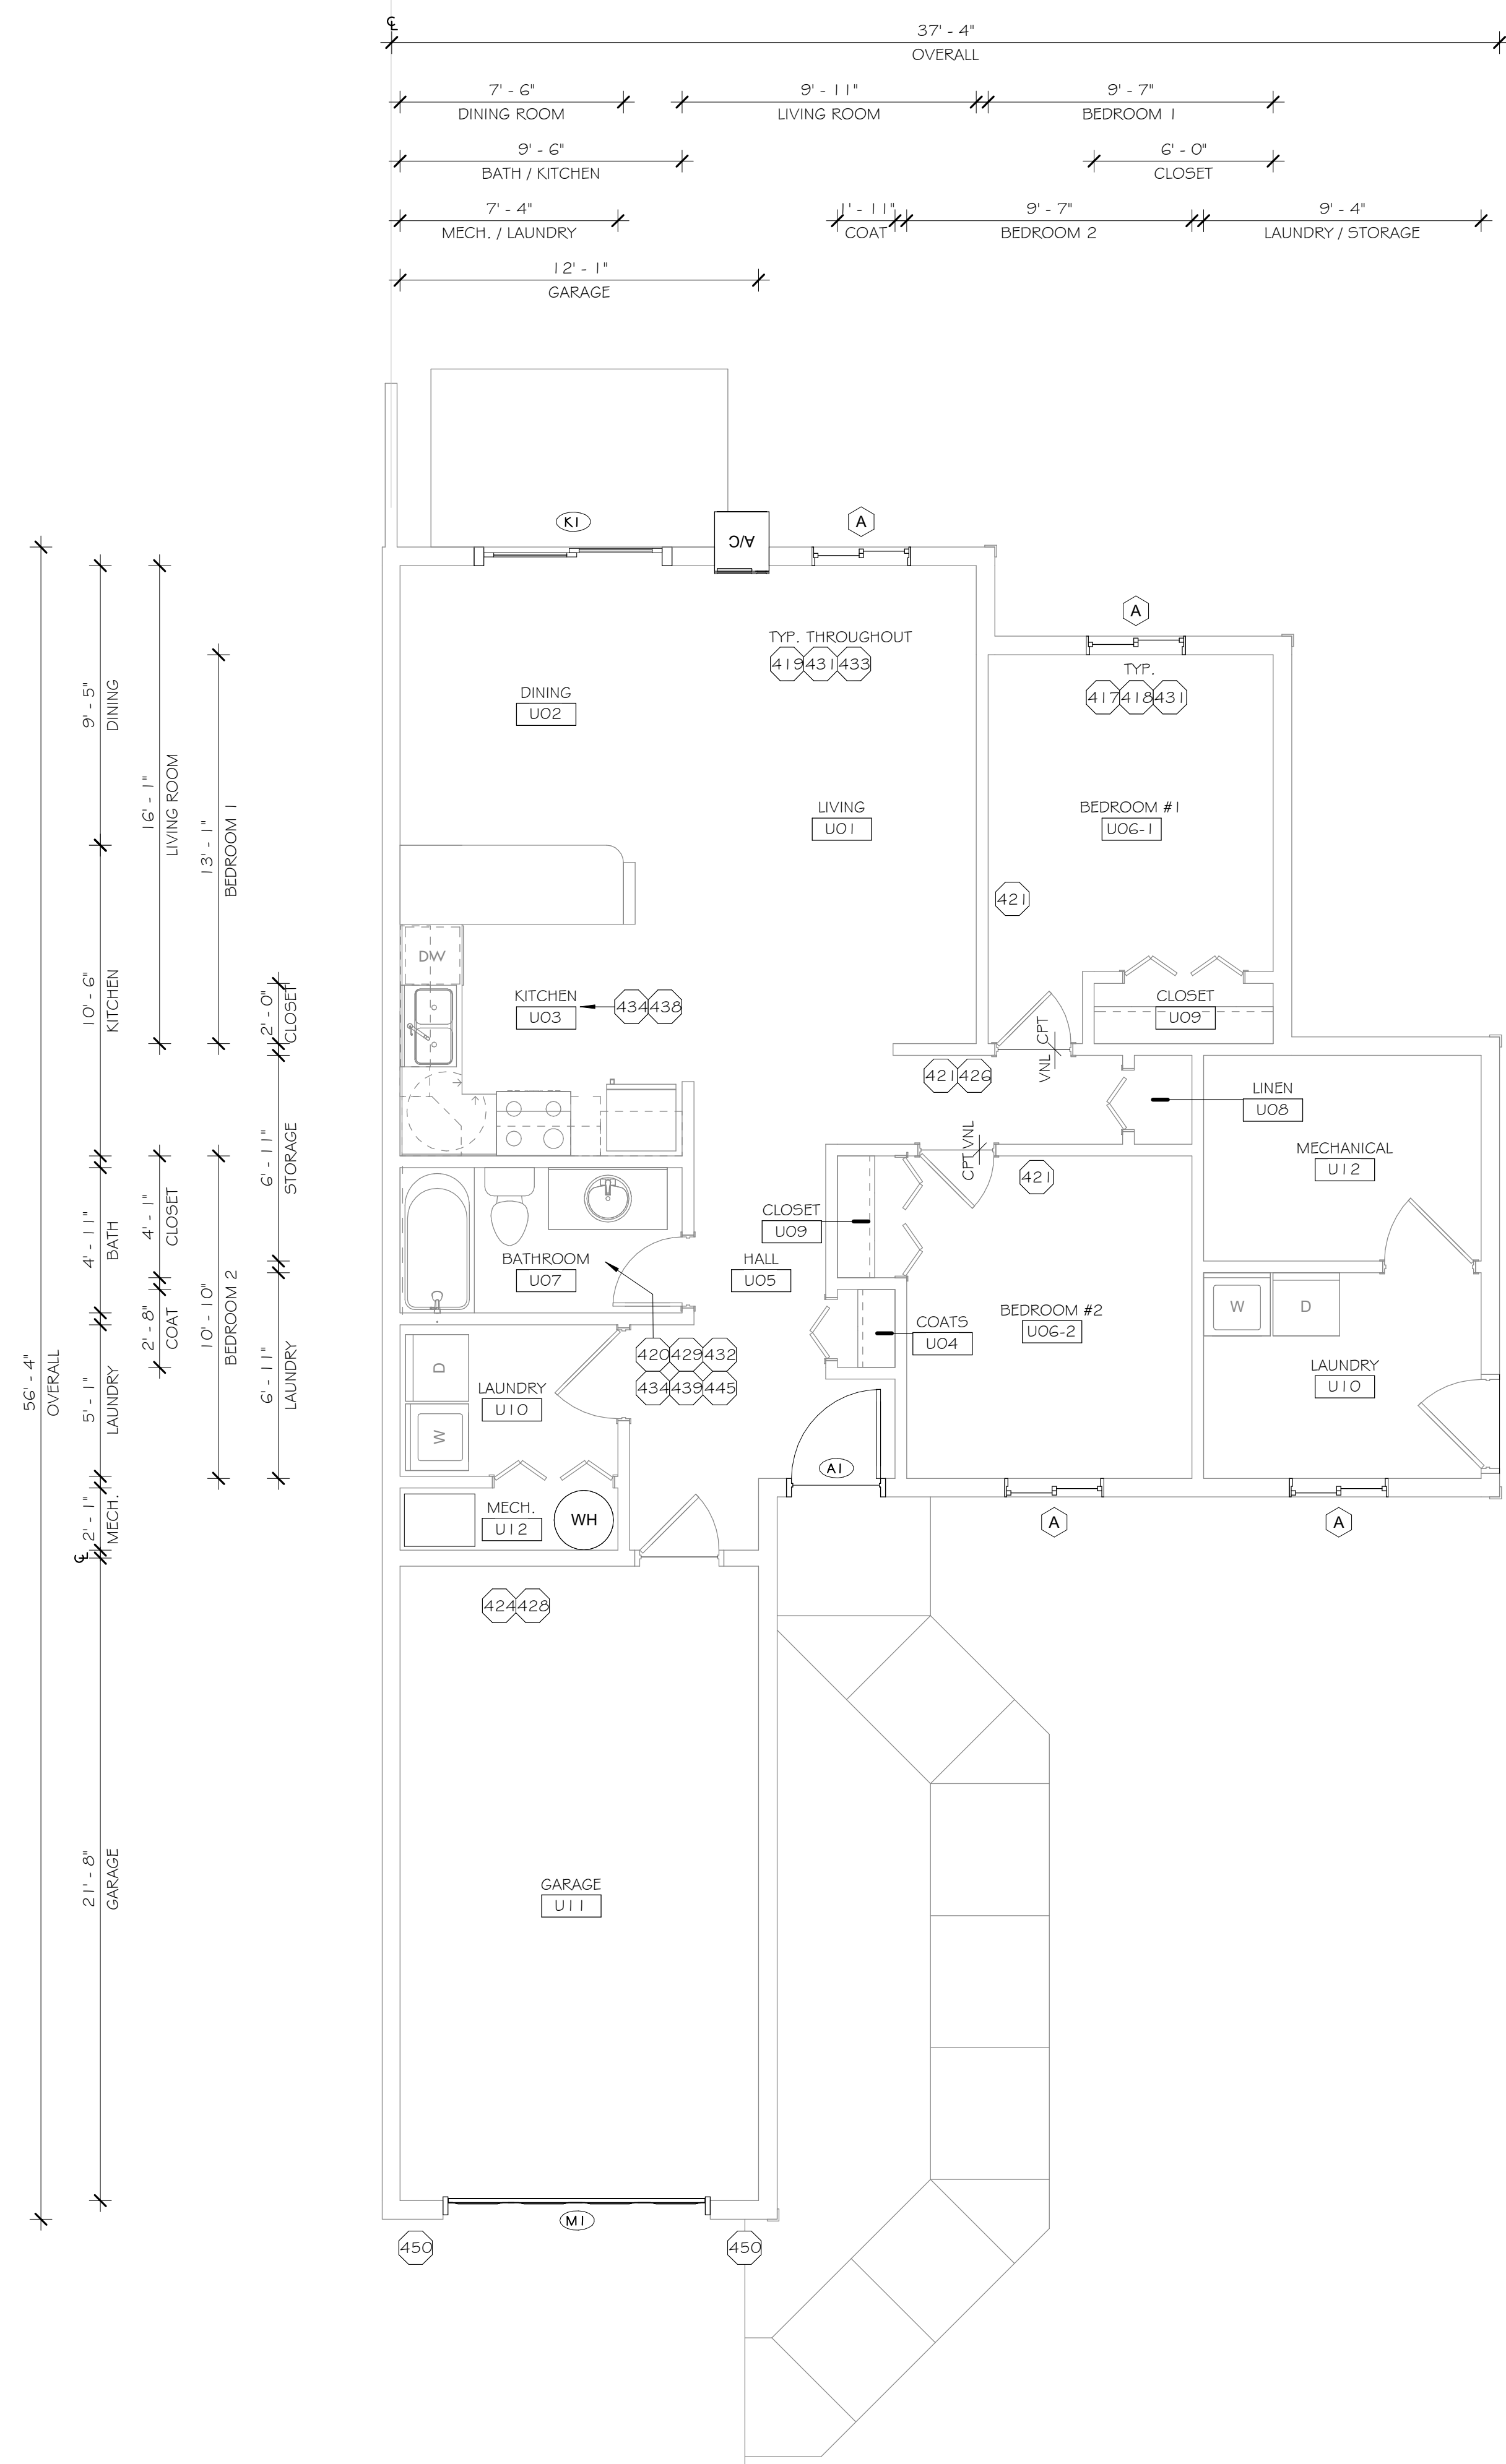 ℄
37' - 4"
OVERALL
7' - 6"
DINING ROOM
9' - 11"
LIVING ROOM
9' - 7"
BEDROOM 1
9' - 6"
BATH / KITCHEN
6' - 0"
CLOSET
7' - 4"
MECH. / LAUNDRY
1' - 11"
COAT
9' - 7"
BEDROOM 2
9' - 4"
LAUNDRY / STORAGE
12' - 1"
GARAGE
56' - 4"
OVERALL
9' - 5"
DINING
10' - 6"
KITCHEN
4' - 11"
BATH
5' - 1"
LAUNDRY
2' - 1"
MECH.
℄
21' - 8"
GARAGE
16' - 1"
LIVING ROOM
4' - 1"
CLOSET
2' - 8"
COAT
13' - 1"
BEDROOM 1
10' - 10"
BEDROOM 2
2' - 0"
CLOSET
6' - 11"
STORAGE
6' - 11"
LAUNDRY
K1
A/C
A
A
TYP. THROUGHOUT
419 431 433
TYP.
417 418 431
DINING
U02
LIVING
U01
BEDROOM #1
U06-1
421
DW
KITCHEN
U03
434 438
CLOSET
U09
VNL CPT
421 426
LINEN
U08
CPT VNL
421
MECHANICAL
U12
CLOSET
U09
BATHROOM
U07
HALL
U05
BEDROOM #2
U06-2
COATS
U04
W D
420 429 432
434 439 445
D
W
LAUNDRY
U10
LAUNDRY
U10
A1
MECH.
U12
WH
A
A
424 428
GARAGE
U11
M1
450
450